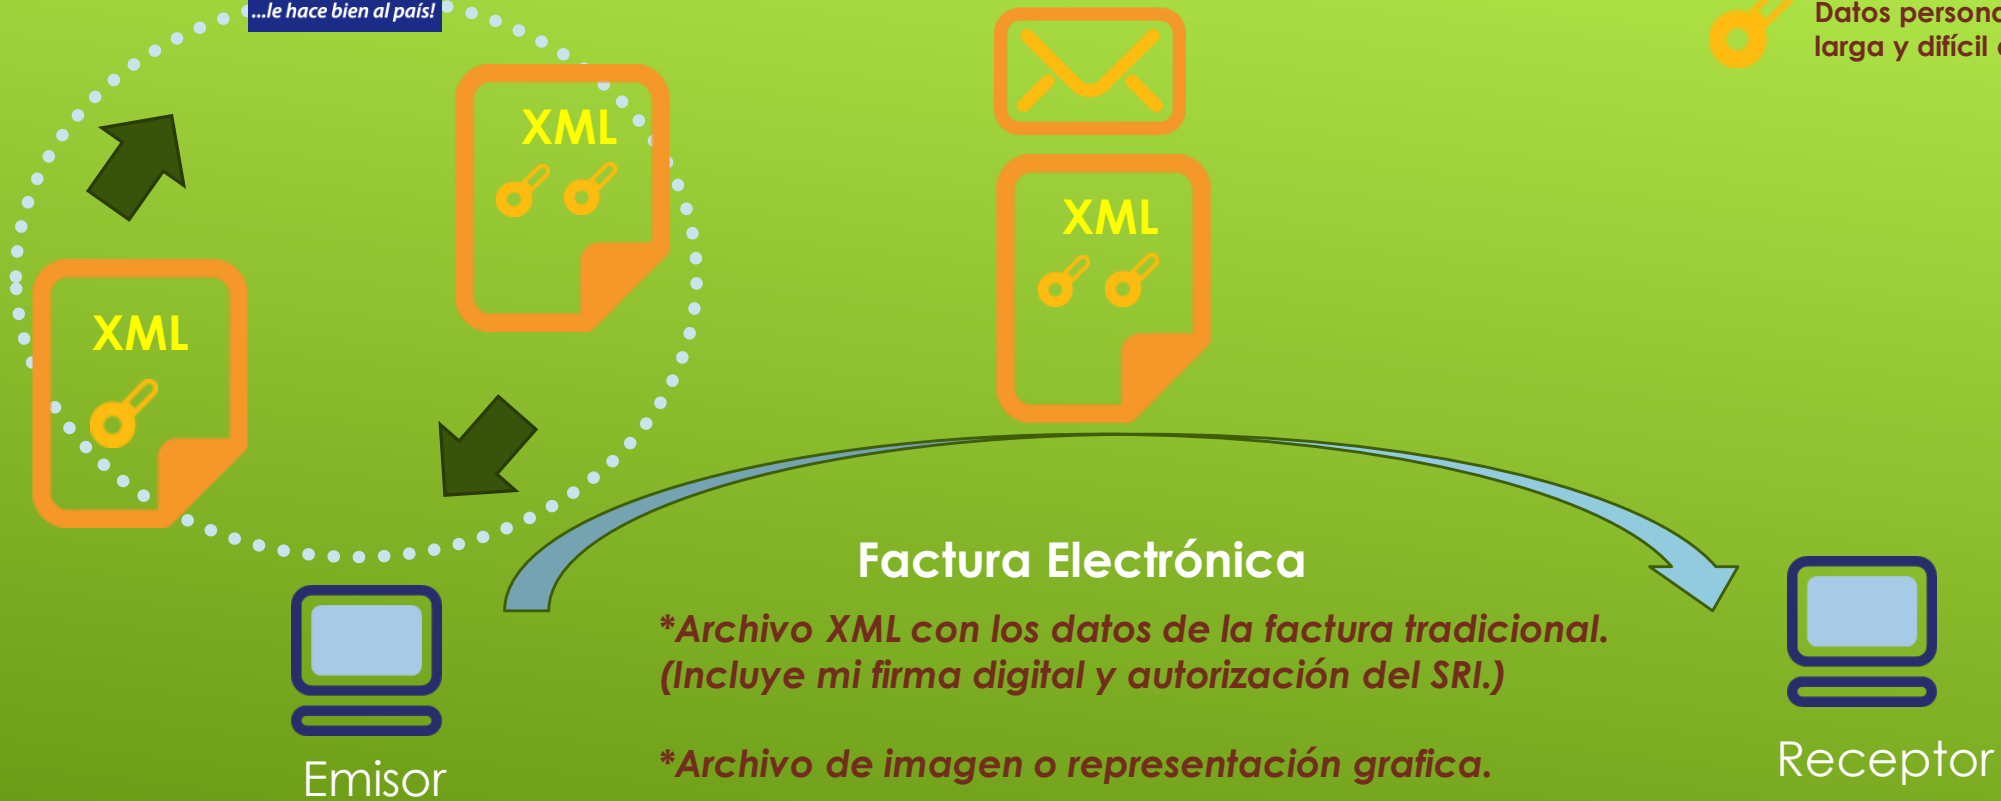 ...le hace bien al país!
Datos
larga y difícil
XML
XML
XML
Factura Electrónica
*Archivo XML con los datos de la factura tradicional.
(Incluye mi firma digital y autorización del SRI.)
*Archivo de imagen o representación grafica.
Emisor
Receptor